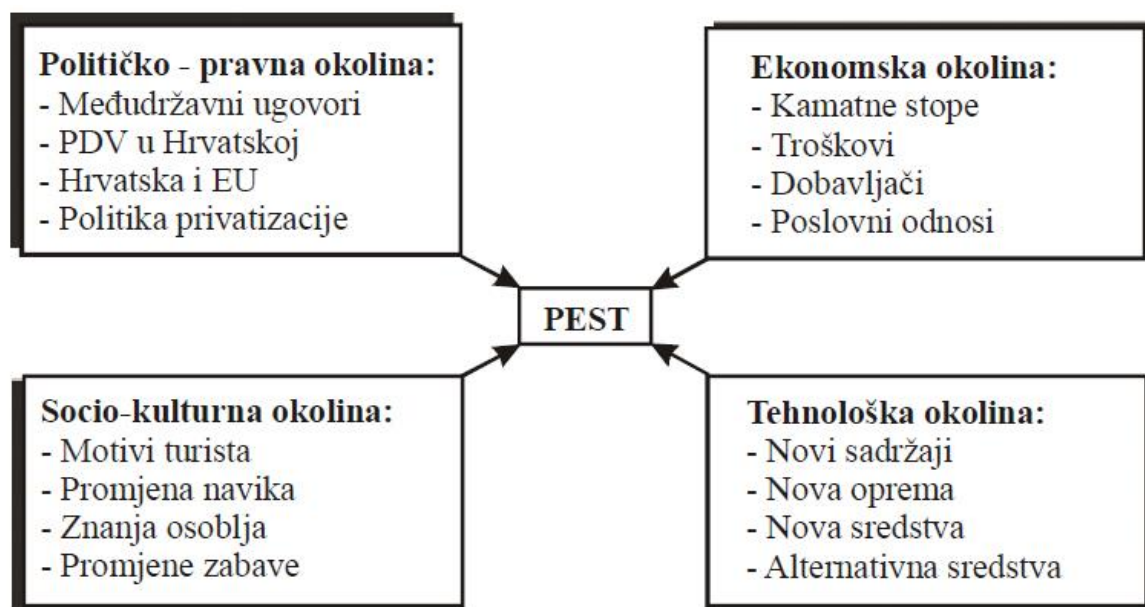 Političko - pravna okolina:
- Međudržavni ugovori
- PDV u Hrvatskoj
- Hrvatska i EU
- Politika privatizacije
Ekonomska okolina:
- Kamatne stope
- Troškovi
- Dobavljači
- Poslovni odnosi
PEST
Socio-kulturna okolina:
- Motivi turista
- Promjena navika
- Znanja osoblja
- Promjene zabave
Tehnološka okolina:
- Novi sadržaji
- Nova oprema
- Nova sredstva
- Alternativna sredstva